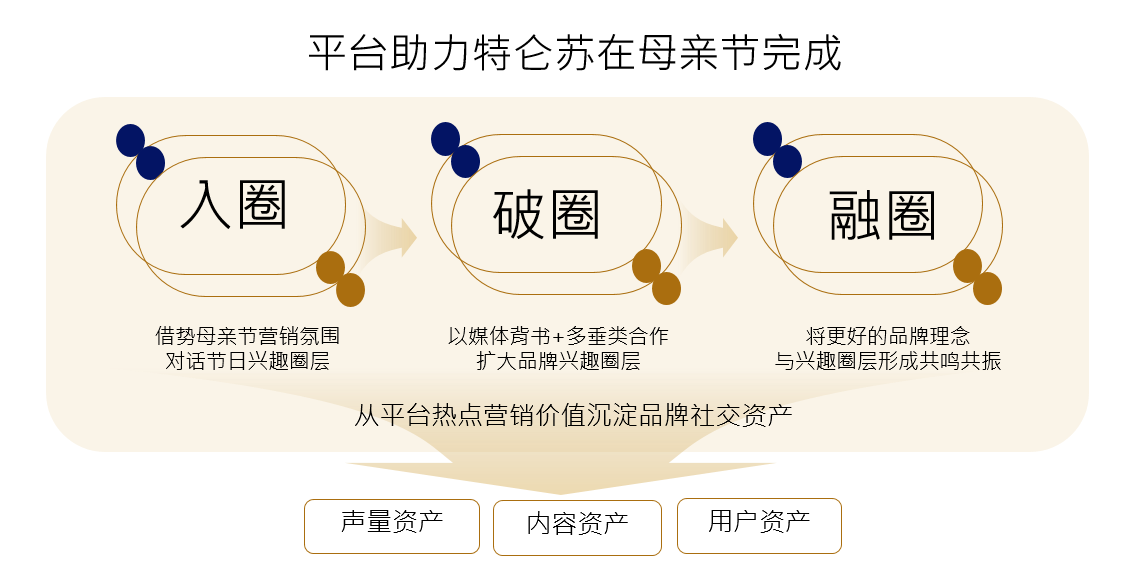 平台助力特仑苏在母亲节完成
入圈
破圈
融圈
借势母亲节营销氛围
对话节日兴趣圈层
以媒体背书+多垂类合作
扩大品牌兴趣圈层
将更好的品牌理念
与兴趣圈层形成共鸣共振
从平台热点营销价值沉淀品牌社交资产
声量资产
内容资产
用户资产